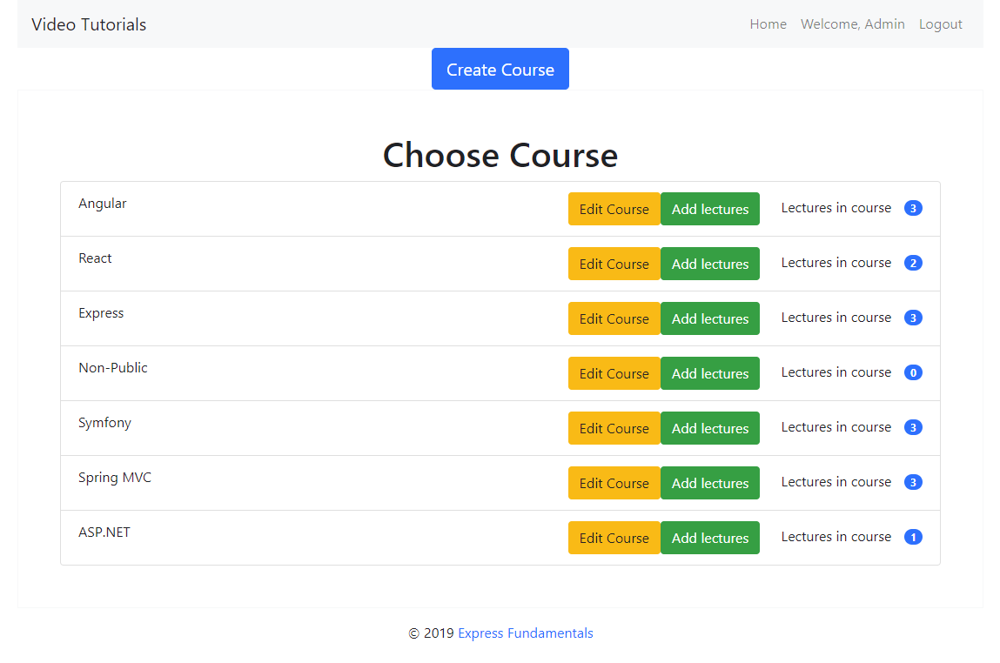 Video Tutorials Home Welcome, Admin Logout
Create Course
Choose Course
Angular Edit Course Add lectures Lectures in course 3
React Edit Course Add lectures Lectures in course 2
Express Edit Course Add lectures Lectures in course 3
Non-Public Edit Course Add lectures Lectures in course 0
Symfony Edit Course Add lectures Lectures in course 3
Spring MVC Edit Course Add lectures Lectures in course 3
ASP.NET Edit Course Add lectures Lectures in course 1
© 2019 Express Fundamentals